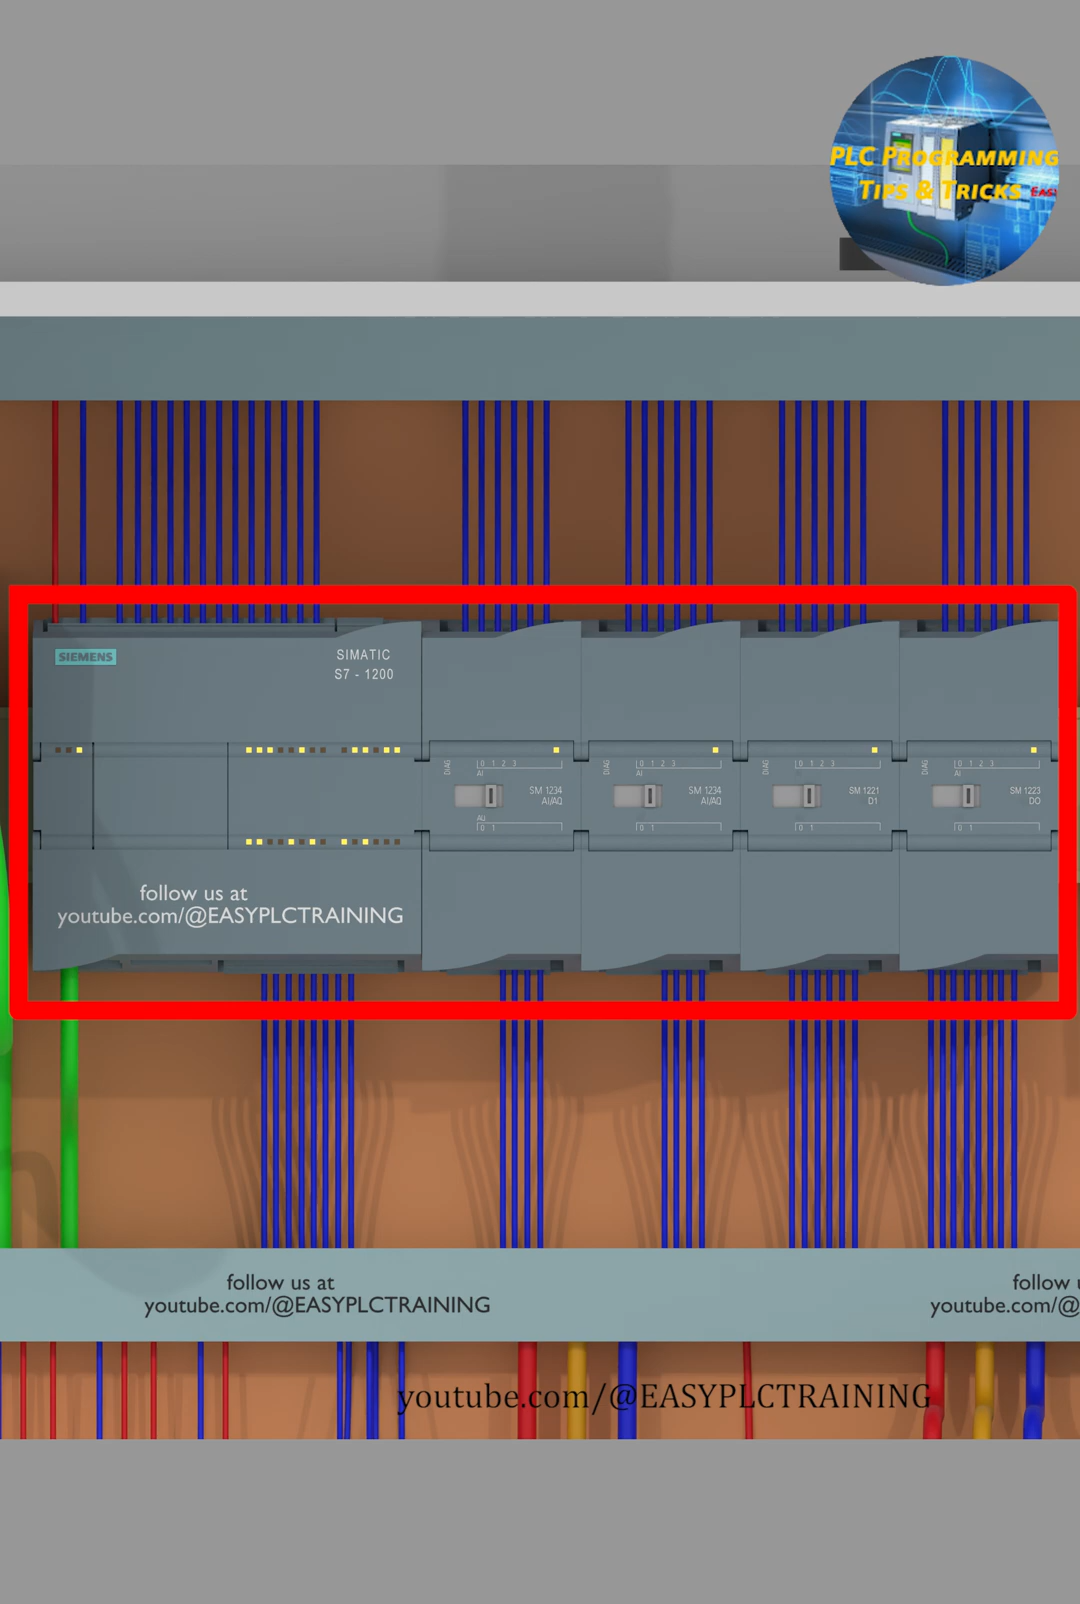 PLC PROGRAMMING
TIPS & TRICKS EASY
SIEMENS
SIMATIC
S7 - 1200
DIAG
0 1 2 3
AI
SM 1234
AI/AQ
AU
0 1
DIAG
0 1 2 3
AI
SM 1234
AI/AQ
0 1
DIAG
0 1 2 3
SM 1221
D1
0 1
DIAG
0 1 2 3
AI
SM 1223
DO
0 1
follow us at
youtube.com/@EASYPLCTRAINING
follow us at
youtube.com/@EASYPLCTRAINING
follow
youtube.com/@
youtube.com/@EASYPLCTRAINING